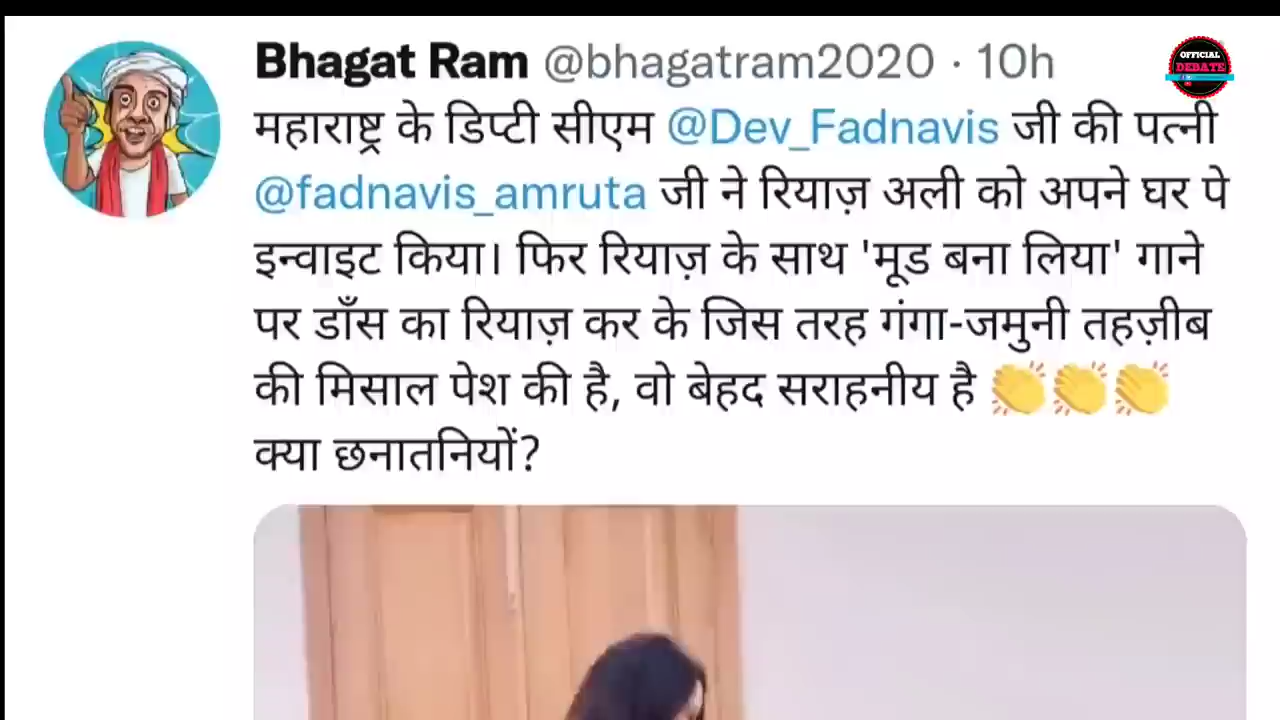 Bhagat Ram @bhagatram2020 · 10h
OFFICIAL
DEBATE
महाराष्ट्र के डिप्टी सीएम @Dev_Fadnavis जी की पत्नी
@fadnavis_amruta जी ने रियाज़ अली को अपने घर पे
इन्वाइट किया। फिर रियाज़ के साथ 'मूड बना लिया' गाने
पर डाँस का रियाज़ कर के जिस तरह गंगा-जमुनी तहज़ीब
की मिसाल पेश की है, वो बेहद सराहनीय है 👏👏👏
क्या छनातनियों?